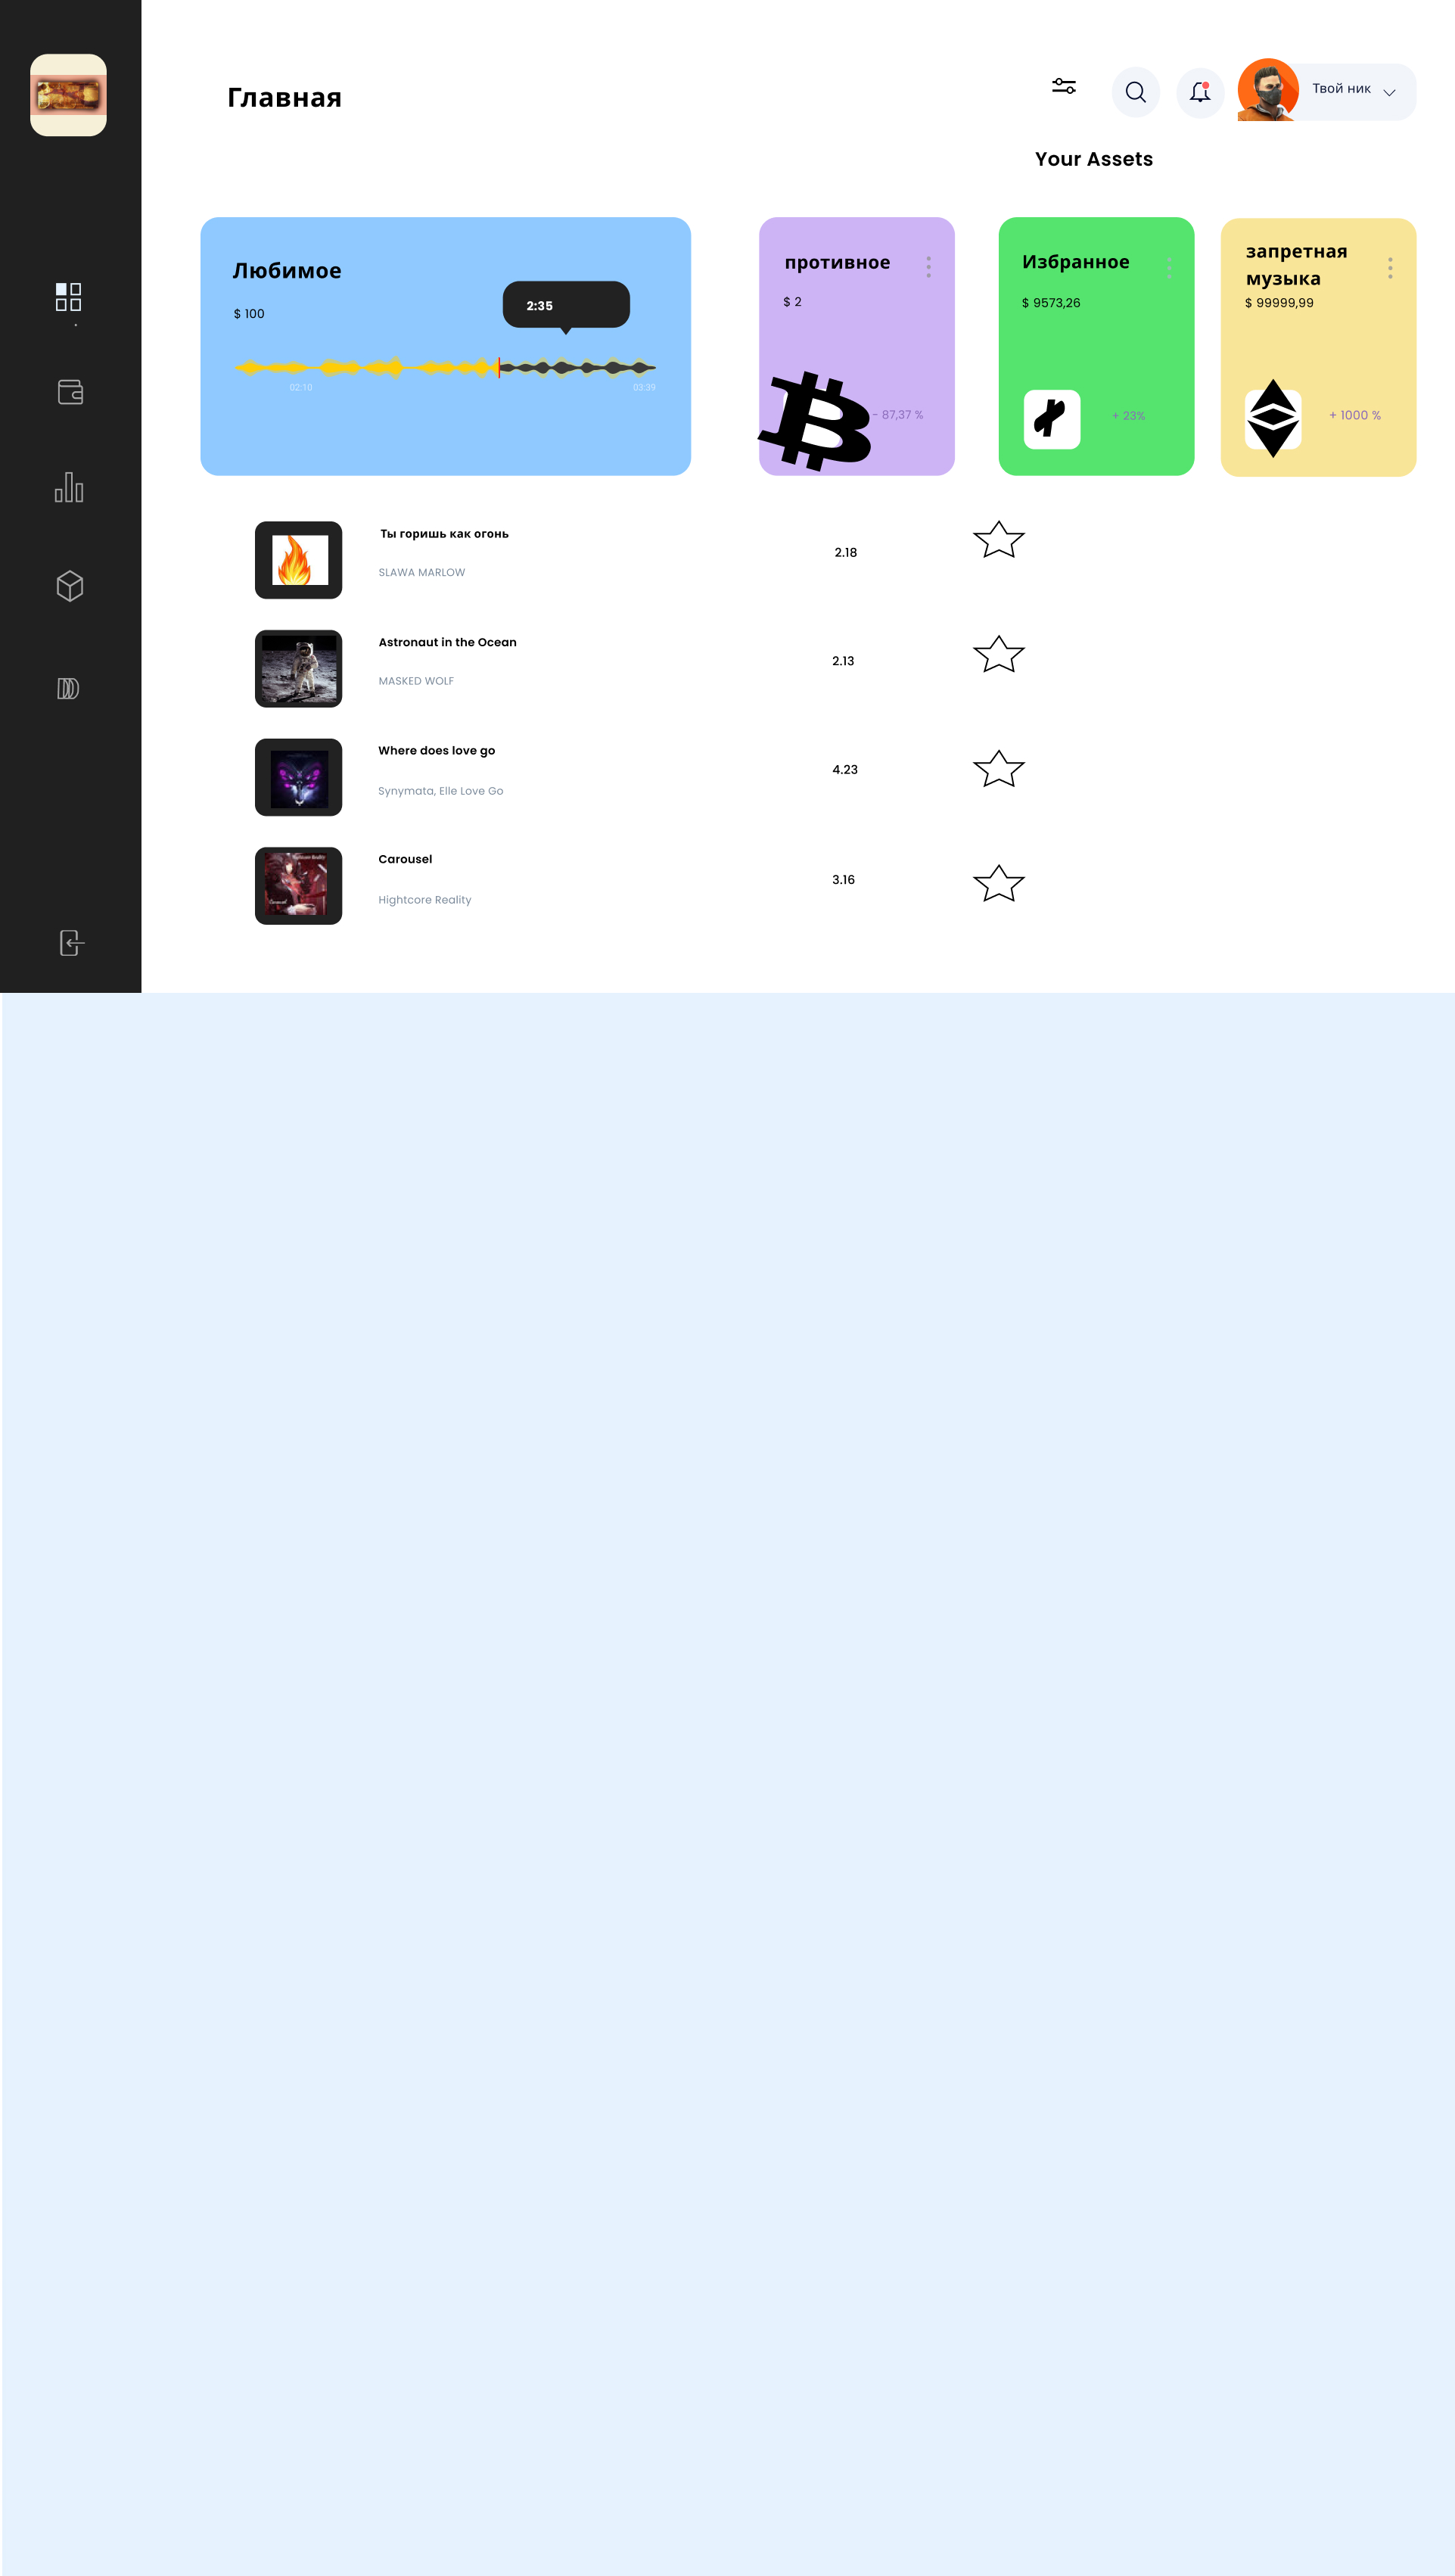 Главная
Твой ник
Your Assets
Любимое
$ 100
2:35
02:10
03:39
противное
$ 2
- 87,37 %
Избранное
$ 9573,26
+ 23%
запретная
музыка
$ 99999,99
+ 1000 %
Ты горишь как огонь
SLAWA MARLOW
2.18
Astronaut in the Ocean
MASKED WOLF
2.13
Where does love go
Synymata, Elle Love Go
4.23
Carousel
Hightcore Reality
3.16